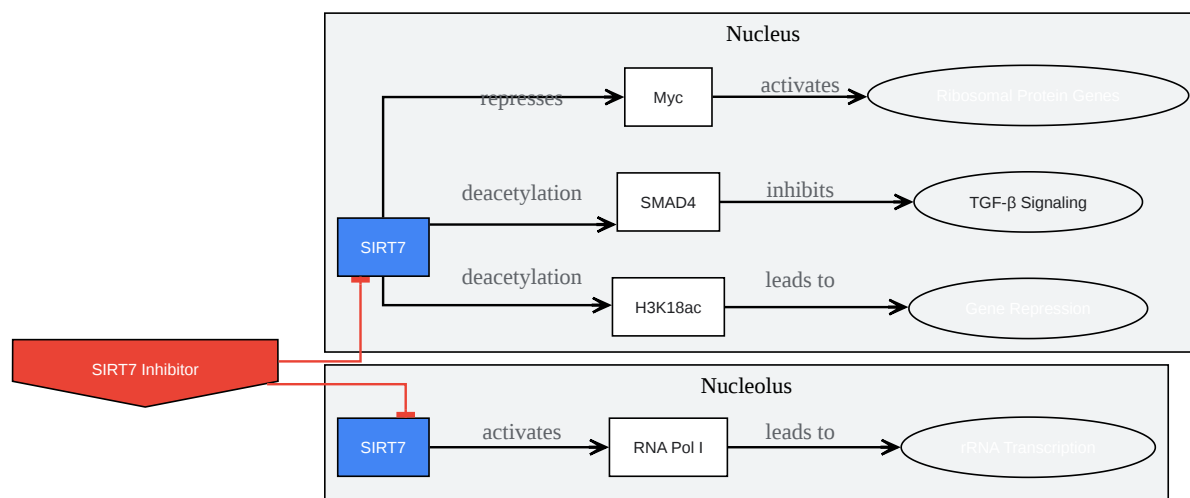 Nucleus
represses
Myc
activates
Ribosomal Protein Genes
deacetylation
SMAD4
inhibits
TGF-β Signaling
SIRT7
deacetylation
H3K18ac
leads to
Gene Repression
SIRT7 Inhibitor
Nucleolus
SIRT7
activates
RNA Pol I
leads to
rRNA Transcription